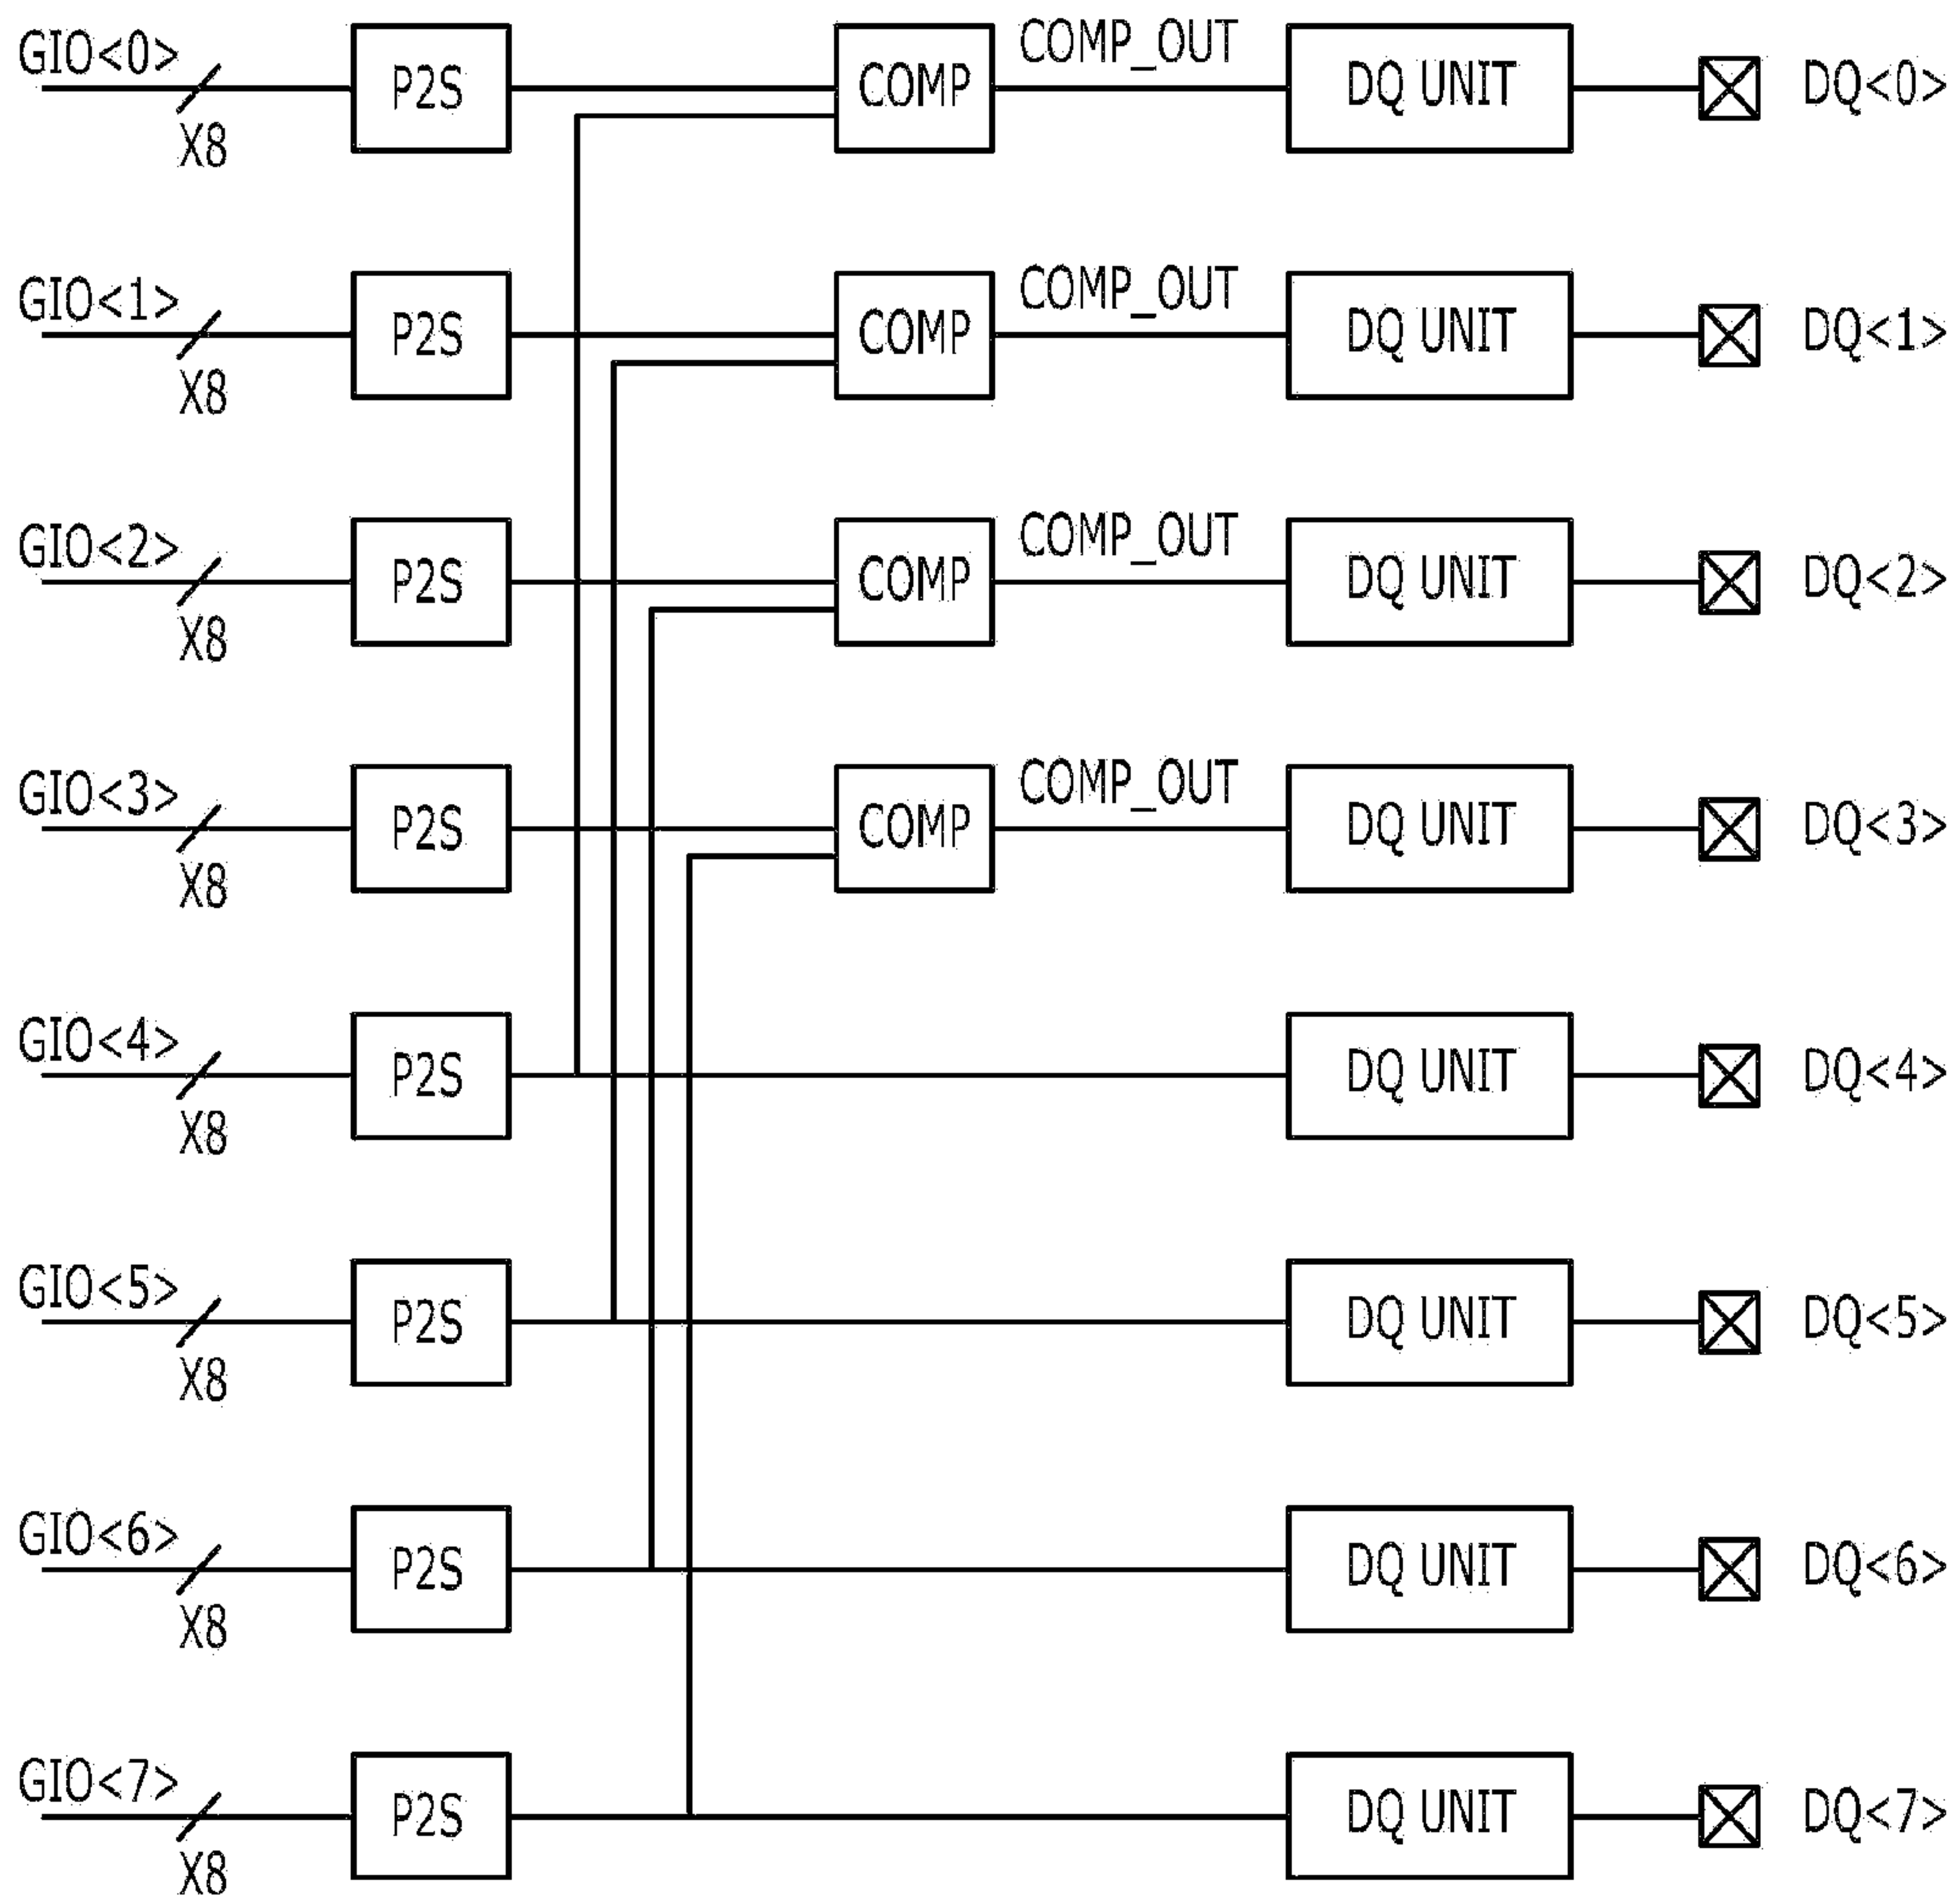 GIO<0> X8 P2S COMP COMP_OUT DQ UNIT DQ<0>
GIO<1> X8 P2S COMP COMP_OUT DQ UNIT DQ<1>
GIO<2> X8 P2S COMP COMP_OUT DQ UNIT DQ<2>
GIO<3> X8 P2S COMP COMP_OUT DQ UNIT DQ<3>
GIO<4> X8 P2S DQ UNIT DQ<4>
GIO<5> X8 P2S DQ UNIT DQ<5>
GIO<6> X8 P2S DQ UNIT DQ<6>
GIO<7> X8 P2S DQ UNIT DQ<7>